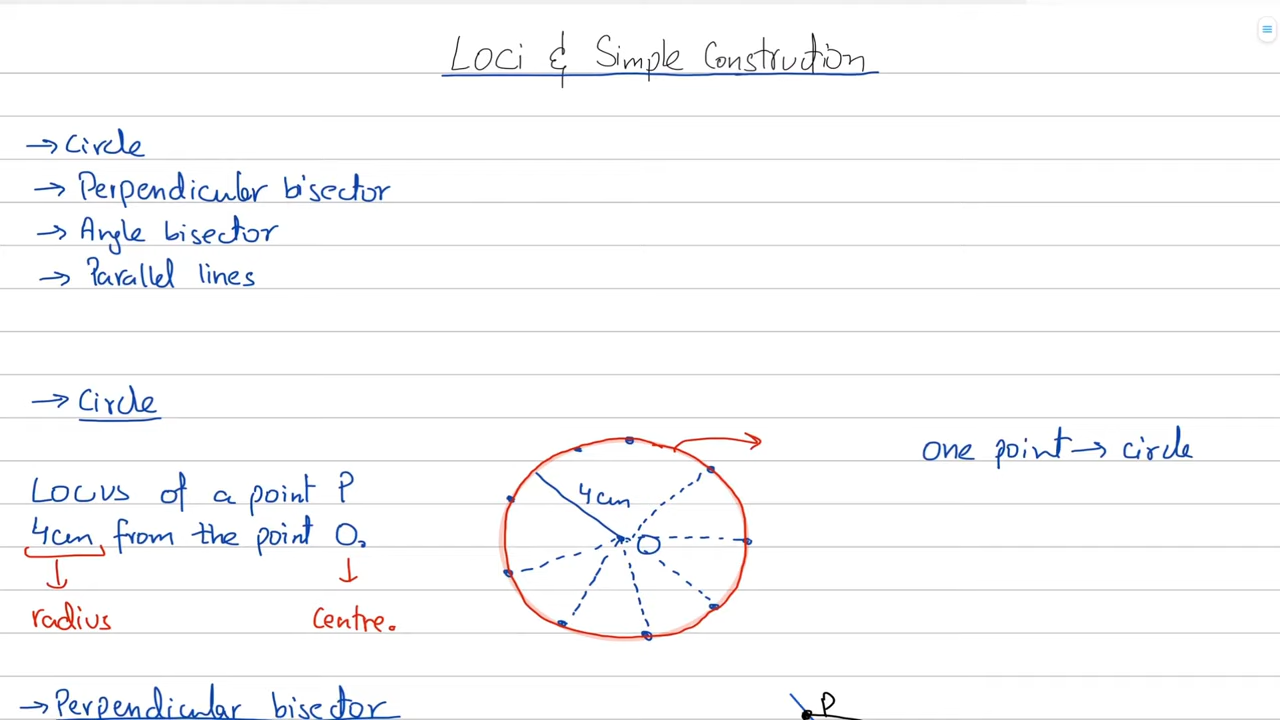 Loci & Simple Construction
→ Circle
→ Perpendicular bisector
→ Angle bisector
→ Parallel lines
→ Circle
one point → circle
Locus of a point P
4cm from the point O.
radius
centre.
4cm
O
→ Perpendicular bisector
P